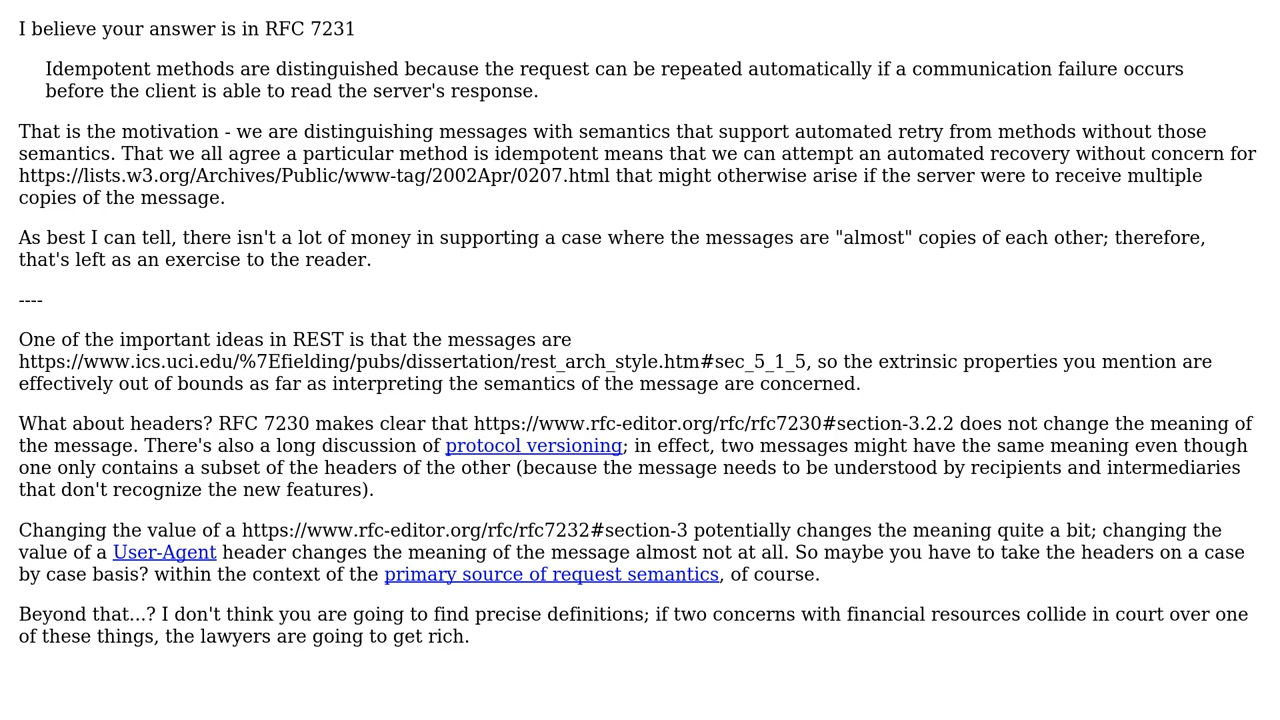 I believe your answer is in RFC 7231
Idempotent methods are distinguished because the request can be repeated automatically if a communication failure occurs
before the client is able to read the server's response.
That is the motivation - we are distinguishing messages with semantics that support automated retry from methods without those
semantics. That we all agree a particular method is idempotent means that we can attempt an automated recovery without concern for
https://lists.w3.org/Archives/Public/www-tag/2002Apr/0207.html that might otherwise arise if the server were to receive multiple
copies of the message.
As best I can tell, there isn't a lot of money in supporting a case where the messages are "almost" copies of each other; therefore,
that's left as an exercise to the reader.
----
One of the important ideas in REST is that the messages are
https://www.ics.uci.edu/%7Efielding/pubs/dissertation/rest_arch_style.htm#sec_5_1_5, so the extrinsic properties you mention are
effectively out of bounds as far as interpreting the semantics of the message are concerned.
What about headers? RFC 7230 makes clear that https://www.rfc-editor.org/rfc/rfc7230#section-3.2.2 does not change the meaning of
the message. There's also a long discussion of protocol versioning; in effect, two messages might have the same meaning even though
one only contains a subset of the headers of the other (because the message needs to be understood by recipients and intermediaries
that don't recognize the new features).
Changing the value of a https://www.rfc-editor.org/rfc/rfc7232#section-3 potentially changes the meaning quite a bit; changing the
value of a User-Agent header changes the meaning of the message almost not at all. So maybe you have to take the headers on a case
by case basis? within the context of the primary source of request semantics, of course.
Beyond that...? I don't think you are going to find precise definitions; if two concerns with financial resources collide in court over one
of these things, the lawyers are going to get rich.